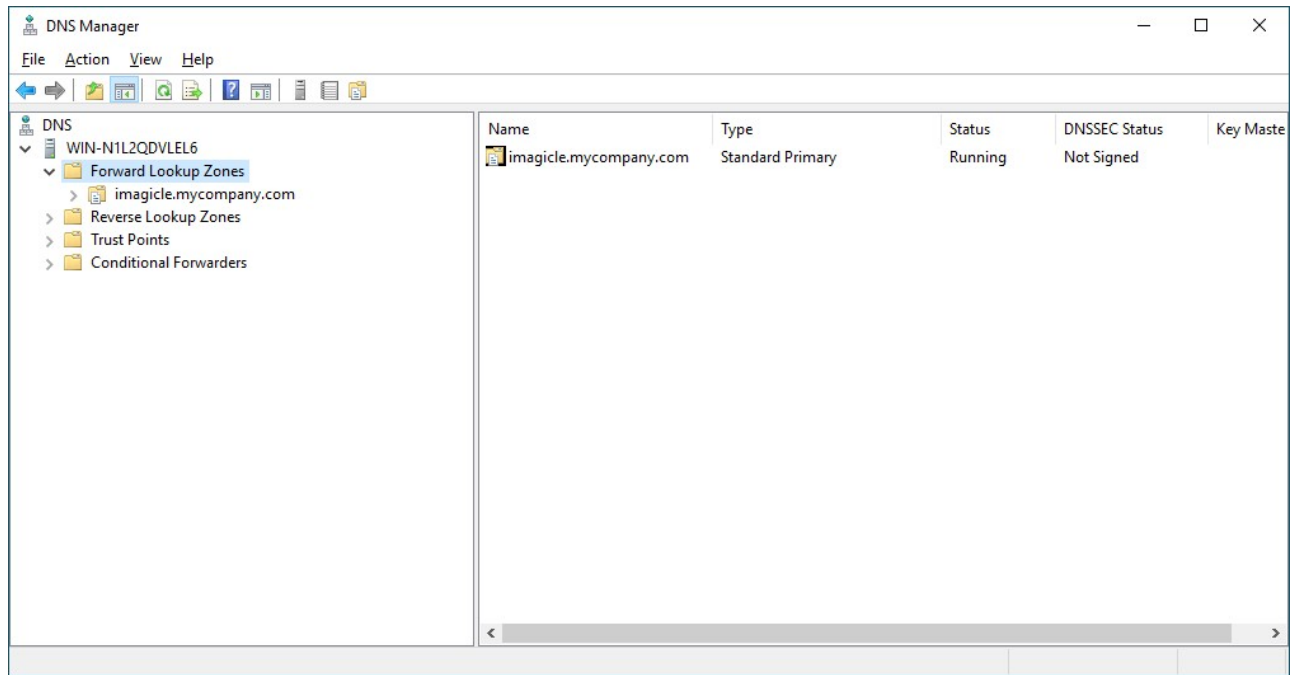 DNS Manager
File Action View Help
DNS
WIN-N1L2QDVLEL6
Forward Lookup Zones
imagicle.mycompany.com
Reverse Lookup Zones
Trust Points
Conditional Forwarders
Name Type Status DNSSEC Status Key Maste
imagicle.mycompany.com Standard Primary Running Not Signed